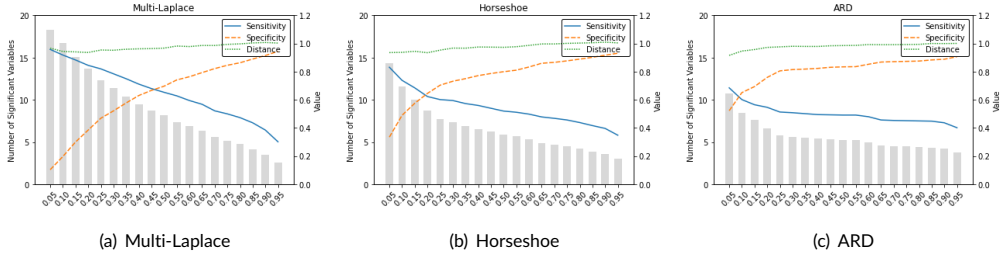 Multi-Laplace
Number of Significant Variables
20
15
10
5
0
Sensitivity
Specificity
Distance
1.2
1.0
0.8
0.6
0.4
0.2
0.0
Value
0.05 0.10 0.15 0.20 0.25 0.30 0.35 0.40 0.45 0.50 0.55 0.60 0.65 0.70 0.75 0.80 0.85 0.90 0.95
(a) Multi-Laplace
Horseshoe
Number of Significant Variables
20
15
10
5
0
Sensitivity
Specificity
Distance
1.2
1.0
0.8
0.6
0.4
0.2
0.0
Value
0.05 0.10 0.15 0.20 0.25 0.30 0.35 0.40 0.45 0.50 0.55 0.60 0.65 0.70 0.75 0.80 0.85 0.90 0.95
(b) Horseshoe
ARD
Number of Significant Variables
20
15
10
5
0
Sensitivity
Specificity
Distance
1.2
1.0
0.8
0.6
0.4
0.2
0.0
Value
0.05 0.10 0.15 0.20 0.25 0.30 0.35 0.40 0.45 0.50 0.55 0.60 0.65 0.70 0.75 0.80 0.85 0.90 0.95
(c) ARD